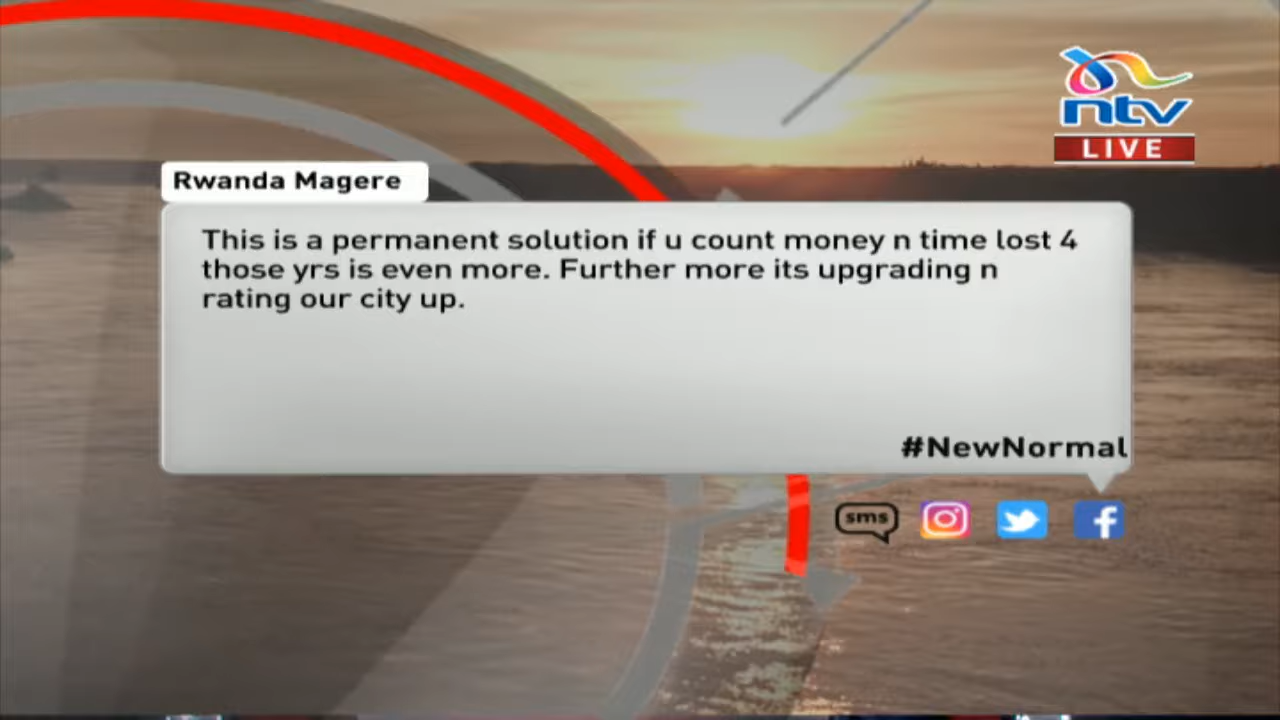 ntv
LIVE
Rwanda Magere
This is a permanent solution if u count money n time lost 4
those yrs is even more. Further more its upgrading n
rating our city up.
#NewNormal
sms